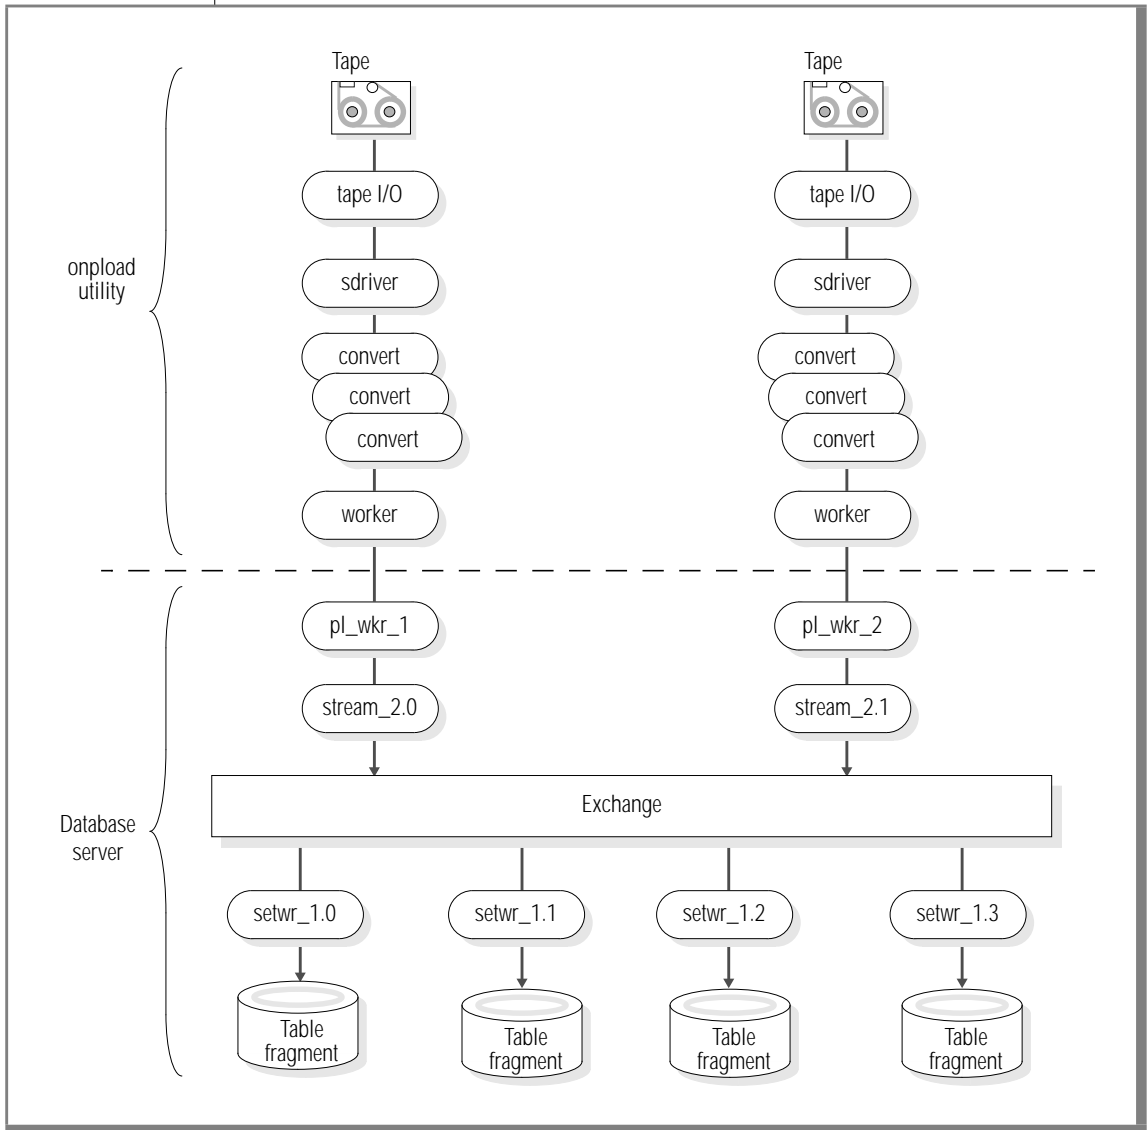 Tape
Tape
tape I/O
tape I/O
onpload
utility
sdriver
sdriver
convert
convert
convert
convert
convert
convert
worker
worker
pl_wkr_1
pl_wkr_2
stream_2.0
stream_2.1
Exchange
Database
server
setwr_1.0
setwr_1.1
setwr_1.2
setwr_1.3
Table
fragment
Table
fragment
Table
fragment
Table
fragment